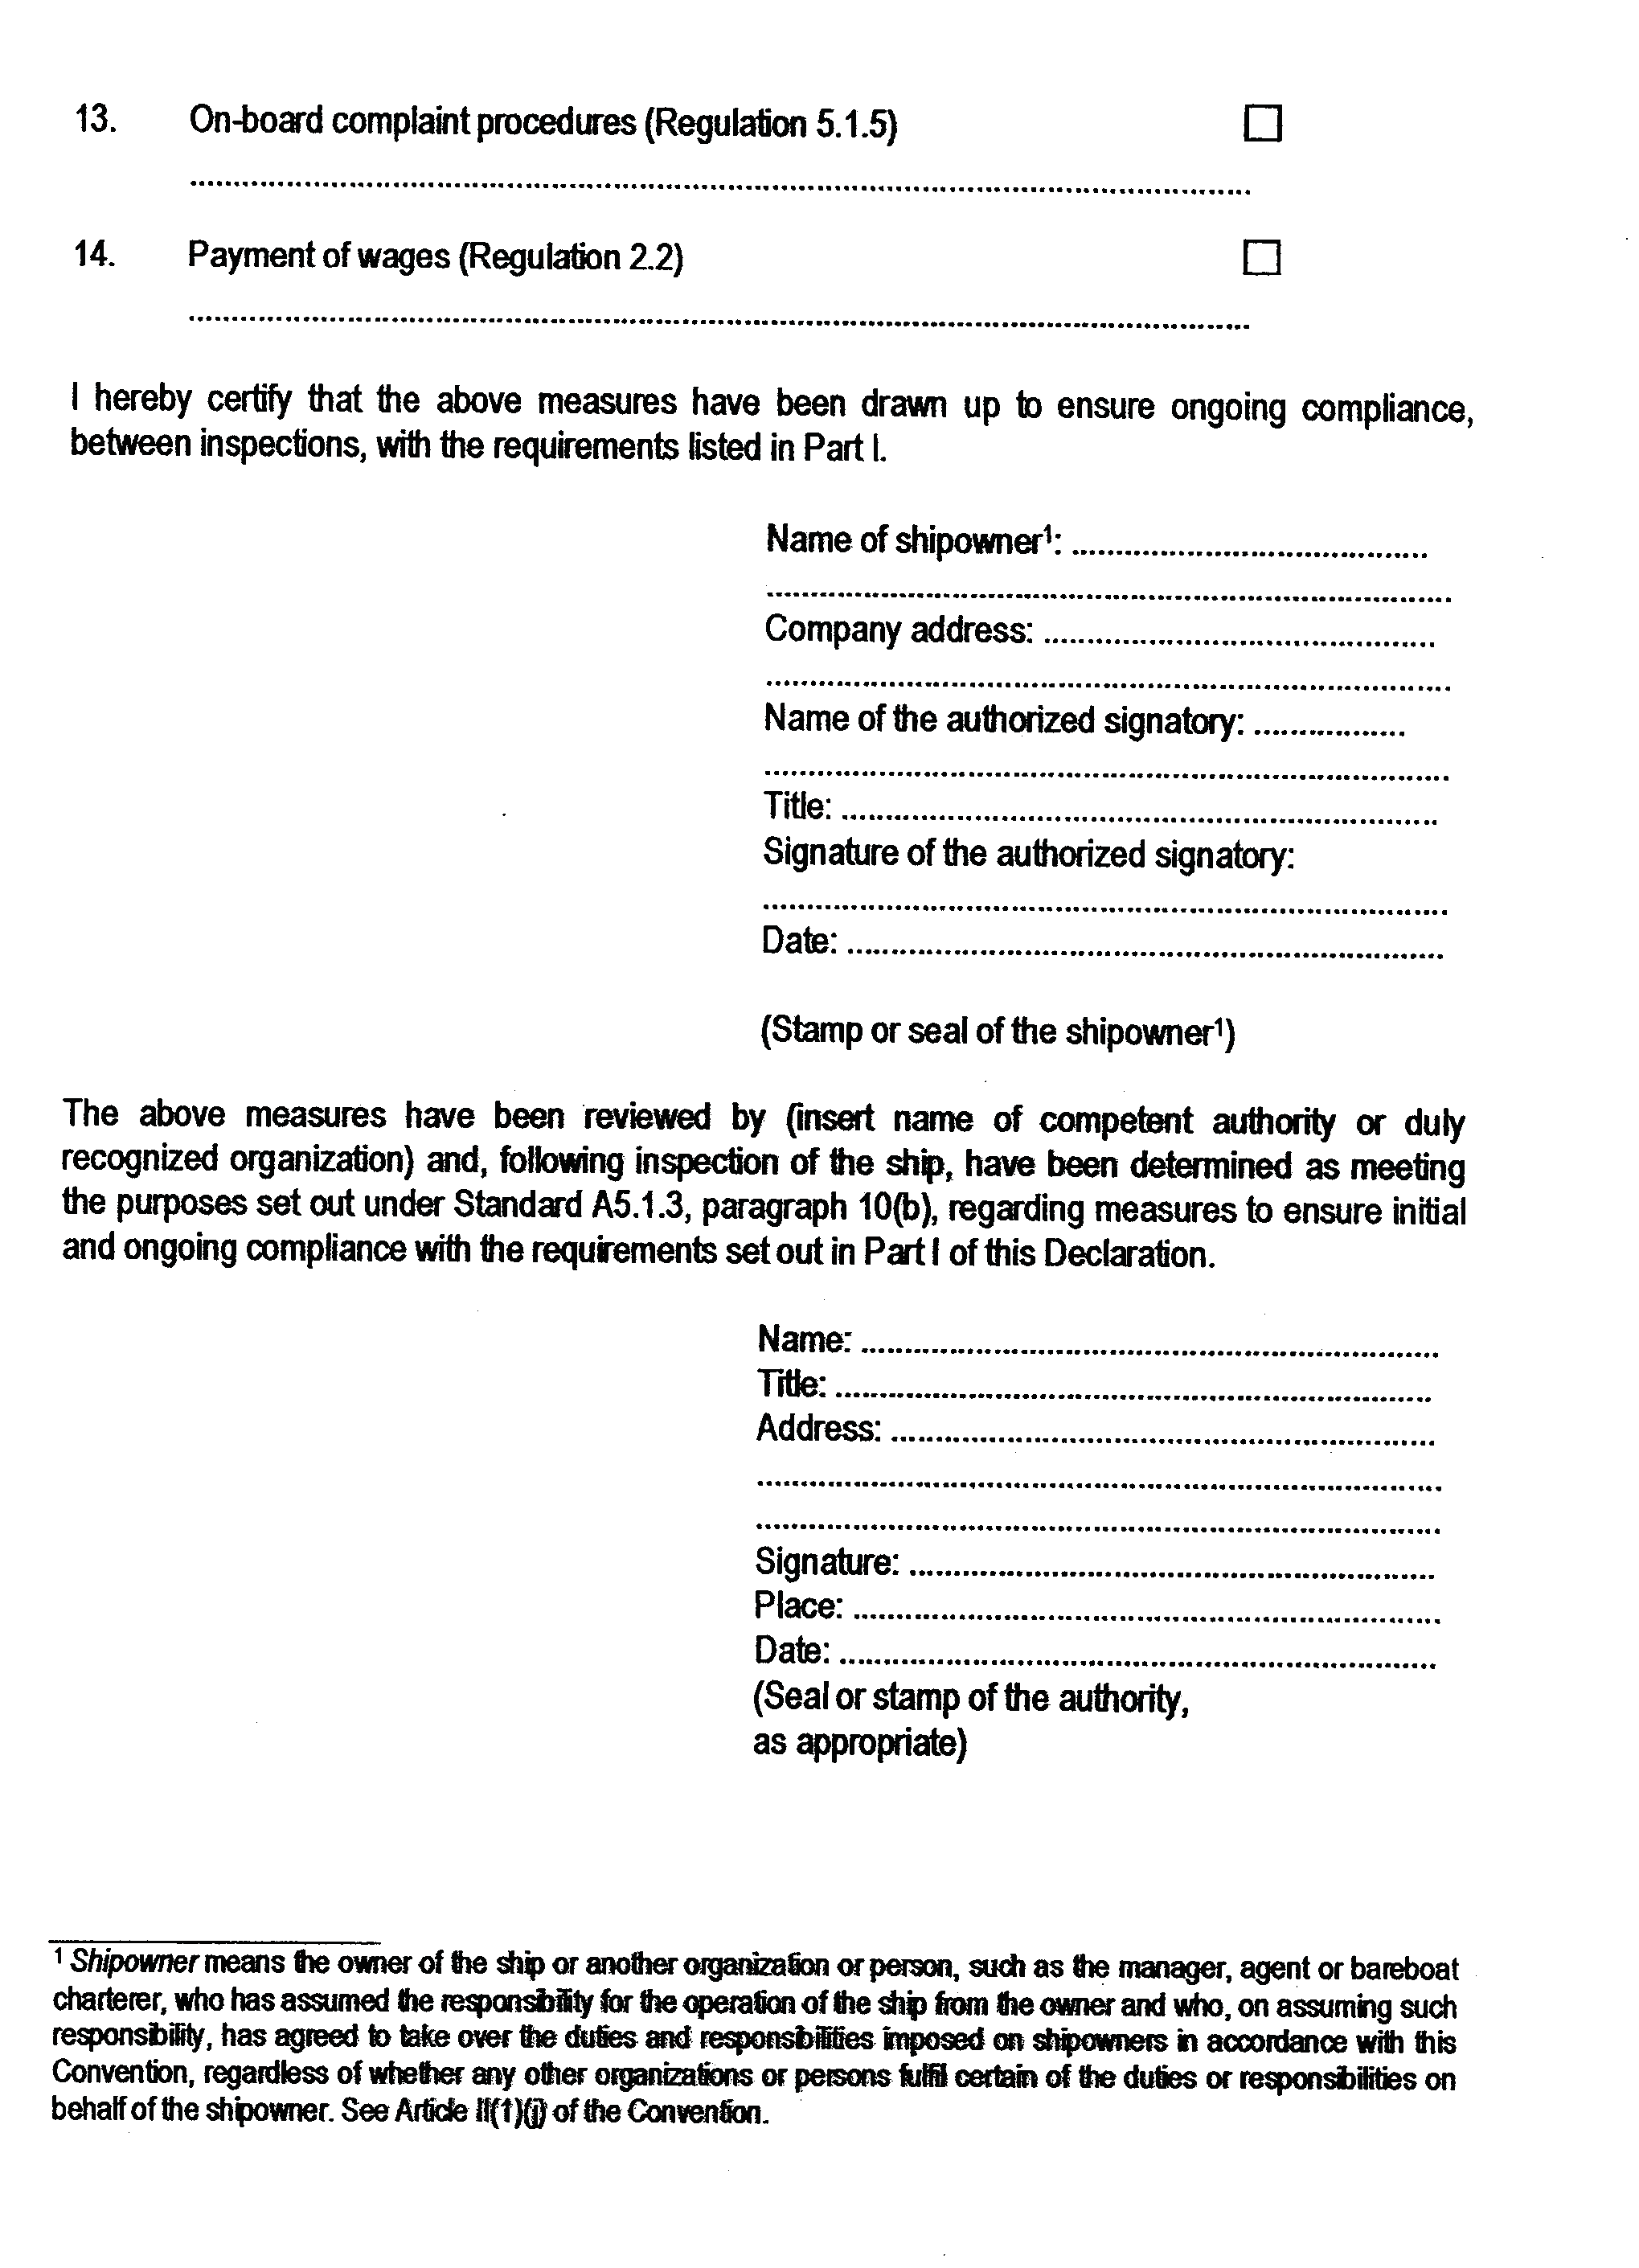 13. On-board complaint procedures (Regulation 5.1.5) ☐
..........................................................................................
14. Payment of wages (Regulation 2.2) ☐
..........................................................................................
I hereby certify that the above measures have been drawn up to ensure ongoing compliance,
between inspections, with the requirements listed in Part I.
Name of shipowner¹: ........................................
..........................................................................
Company address: ...........................................
..........................................................................
Name of the authorized signatory: .................
..........................................................................
Title: ..................................................................
Signature of the authorized signatory:
..........................................................................
Date: ..................................................................
(Stamp or seal of the shipowner¹)
The above measures have been reviewed by (insert name of competent authority or duly
recognized organization) and, following inspection of the ship, have been determined as meeting
the purposes set out under Standard A5.1.3, paragraph 10(b), regarding measures to ensure initial
and ongoing compliance with the requirements set out in Part I of this Declaration.
Name: ................................................................
Title: ..................................................................
Address: ............................................................
..........................................................................
..........................................................................
Signature: ..........................................................
Place: .................................................................
Date: ..................................................................
(Seal or stamp of the authority,
as appropriate)
¹ Shipowner means the owner of the ship or another organization or person, such as the manager, agent or bareboat
charterer, who has assumed the responsibility for the operation of the ship from the owner and who, on assuming such
responsibility, has agreed to take over the duties and responsibilities imposed on shipowners in accordance with this
Convention, regardless of whether any other organizations or persons fulfil certain of the duties or responsibilities on
behalf of the shipowner. See Article II(1)(j) of the Convention.